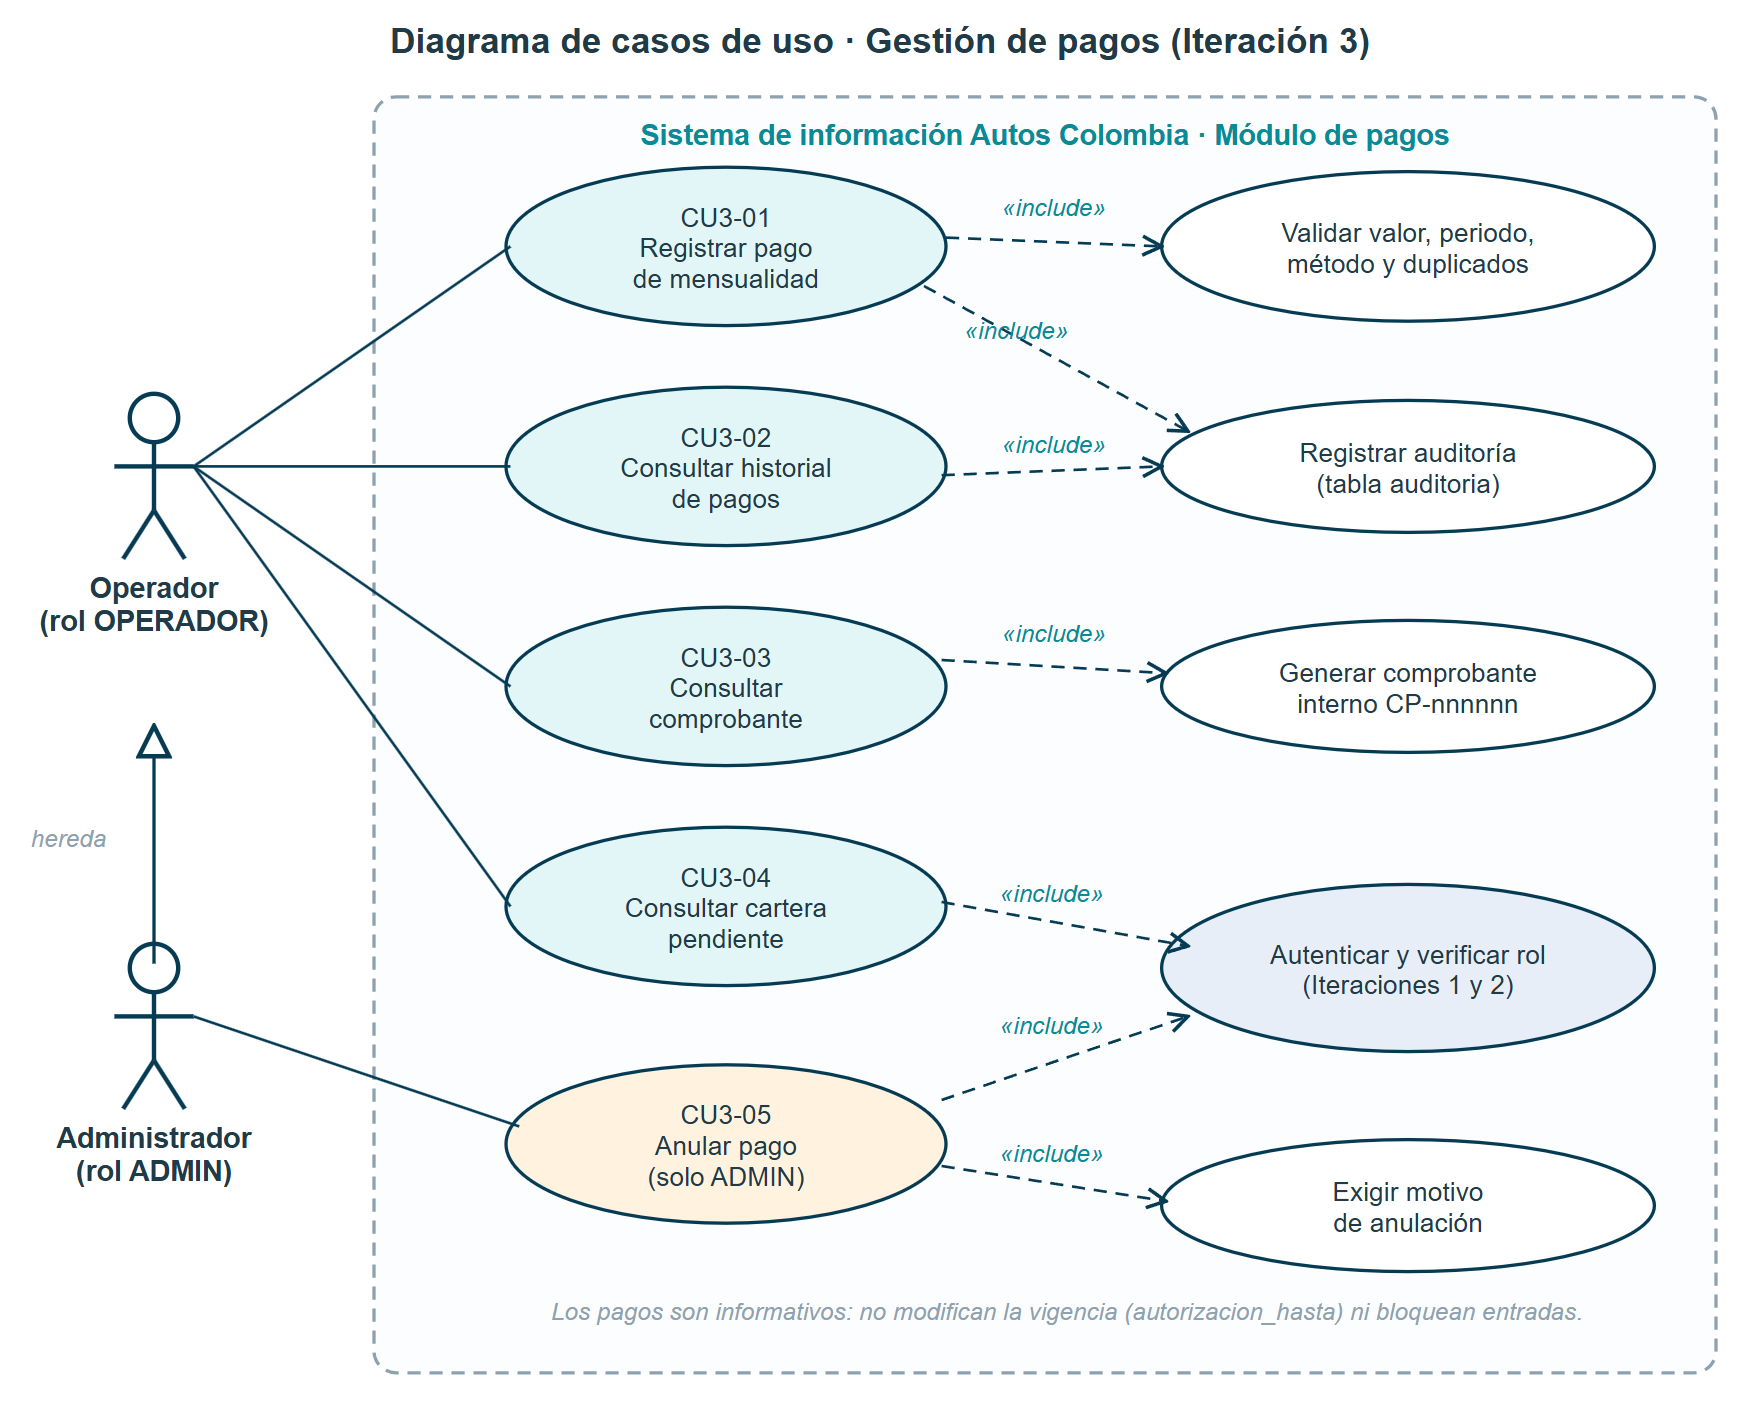 Diagrama de casos de uso · Gestión de pagos (Iteración 3)
Sistema de información Autos Colombia · Módulo de pagos
CU3-01
Registrar pago
de mensualidad
«include»
Validar valor, periodo,
método y duplicados
«include»
CU3-02
Consultar historial
de pagos
«include»
Registrar auditoría
(tabla auditoria)
Operador
(rol OPERADOR)
CU3-03
Consultar
comprobante
«include»
Generar comprobante
interno CP-nnnnnn
hereda
CU3-04
Consultar cartera
pendiente
«include»
Autenticar y verificar rol
(Iteraciones 1 y 2)
«include»
Administrador
(rol ADMIN)
CU3-05
Anular pago
(solo ADMIN)
«include»
Exigir motivo
de anulación
Los pagos son informativos: no modifican la vigencia (autorizacion_hasta) ni bloquean entradas.